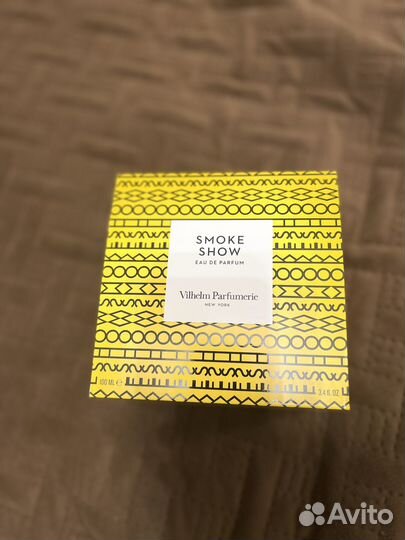 SMOKE
SHOW
EAU DE PARFUM
Vilhelm Parfumerie
NEW YORK
100 ML ℮
3.4 fl. OZ
Avito